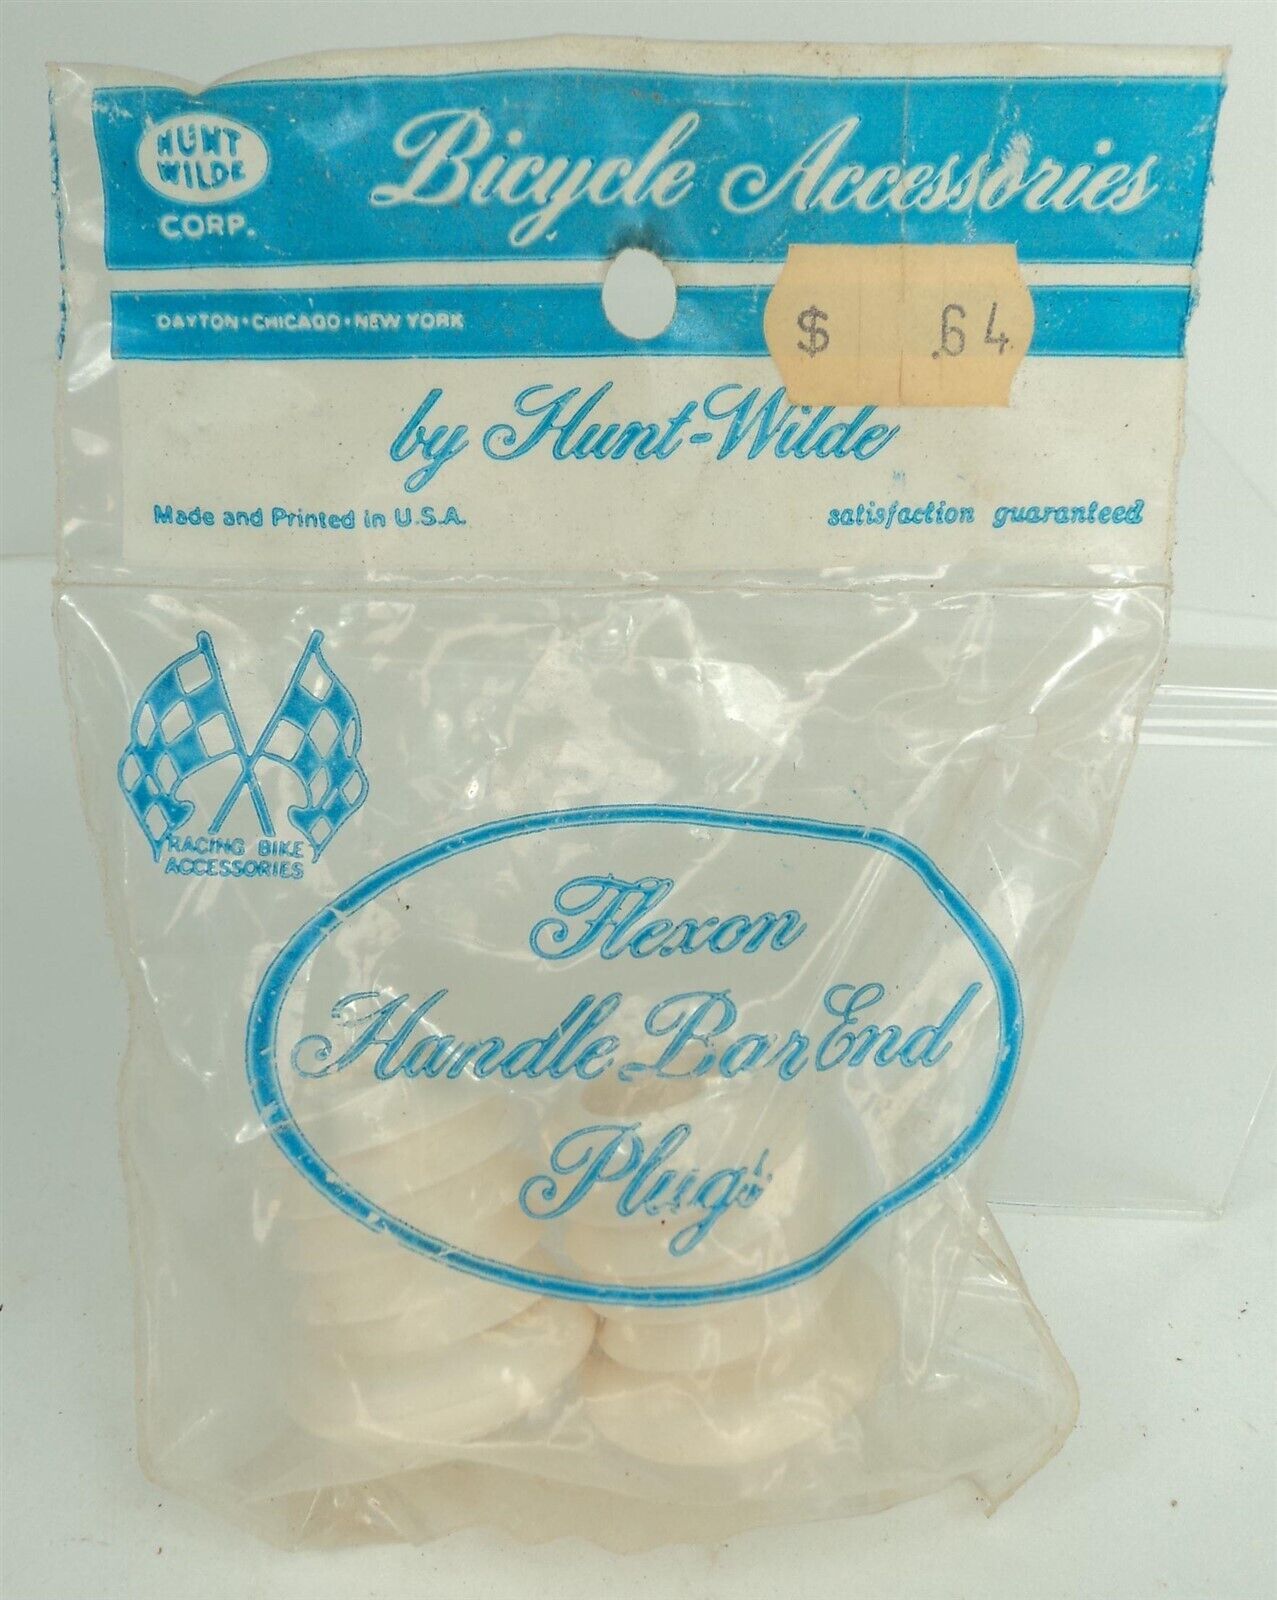 HUNT
WILDE
CORP.
Bicycle Accessories
DAYTON • CHICAGO • NEW YORK
$ .64
by Hunt-Wilde
Made and Printed in U.S.A.
satisfaction guaranteed
RACING BIKE
ACCESSORIES
Flexon
Handle Bar End
Plugs